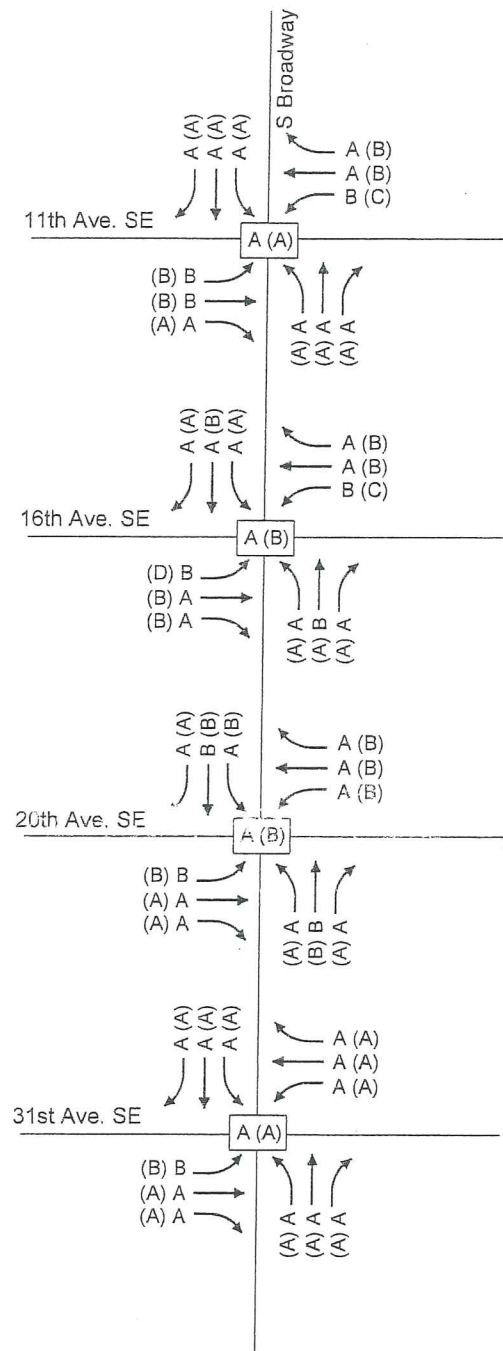 S Broadway
A (A)
A (A)
A (A)
A (B)
A (B)
B (C)
11th Ave. SE
A (A)
(B) B
(B) B
(A) A
(A) A
(A) A
(A) A
A (A)
A (B)
A (A)
A (B)
A (B)
B (C)
16th Ave. SE
A (B)
(D) B
(B) A
(B) A
(A) A
(A) B
(A) A
A (A)
B (B)
A (B)
A (B)
A (B)
A (B)
20th Ave. SE
A (B)
(B) B
(A) A
(A) A
(A) A
(B) B
(A) A
A (A)
A (A)
A (A)
A (A)
A (A)
A (A)
31st Ave. SE
A (A)
(B) B
(A) A
(A) A
(A) A
(A) A
(A) A